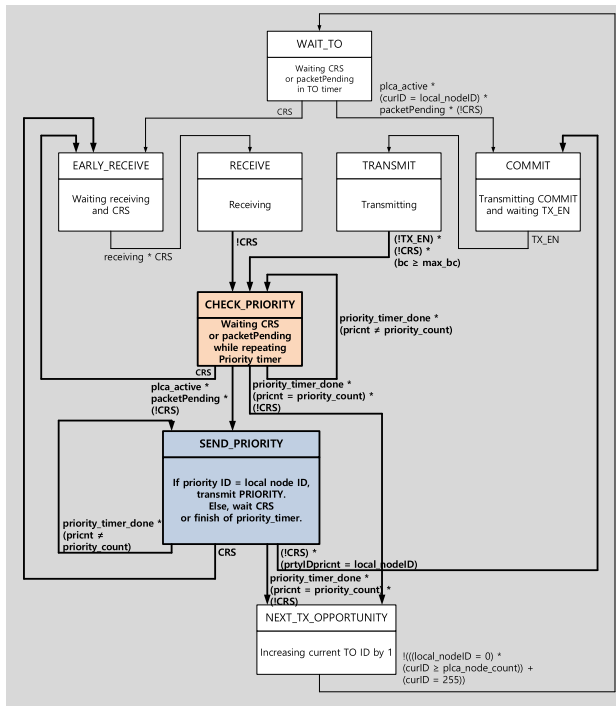 WAIT_TO
Waiting CRS
or packetPending
in TO timer
CRS
plca_active *
(curID = local_nodeID) *
packetPending * (!CRS)
EARLY_RECEIVE
Waiting receiving
and CRS
RECEIVE
Receiving
TRANSMIT
Transmitting
COMMIT
Transmitting COMMIT
and waiting TX_EN
receiving * CRS
!CRS
(!TX_EN) *
(!CRS) *
(bc ≥ max_bc)
TX_EN
CHECK_PRIORITY
Waiting CRS
or packetPending
while repeating
Priority timer
priority_timer_done *
(pricnt ≠ priority_count)
CRS
plca_active *
packetPending *
(!CRS)
priority_timer_done *
(pricnt = priority_count) *
(!CRS)
SEND_PRIORITY
If priority ID = local node ID,
transmit PRIORITY.
Else, wait CRS
or finish of priority_timer.
priority_timer_done *
(pricnt ≠
priority_count)
CRS
(!CRS) *
(prtyIDpricnt = local_nodeID)
priority_timer_done *
(pricnt = priority_count) *
(!CRS)
NEXT_TX_OPPORTUNITY
Increasing current TO ID by 1
!(((local_nodeID = 0) *
(curID ≥ plca_node_count)) +
(curID = 255))